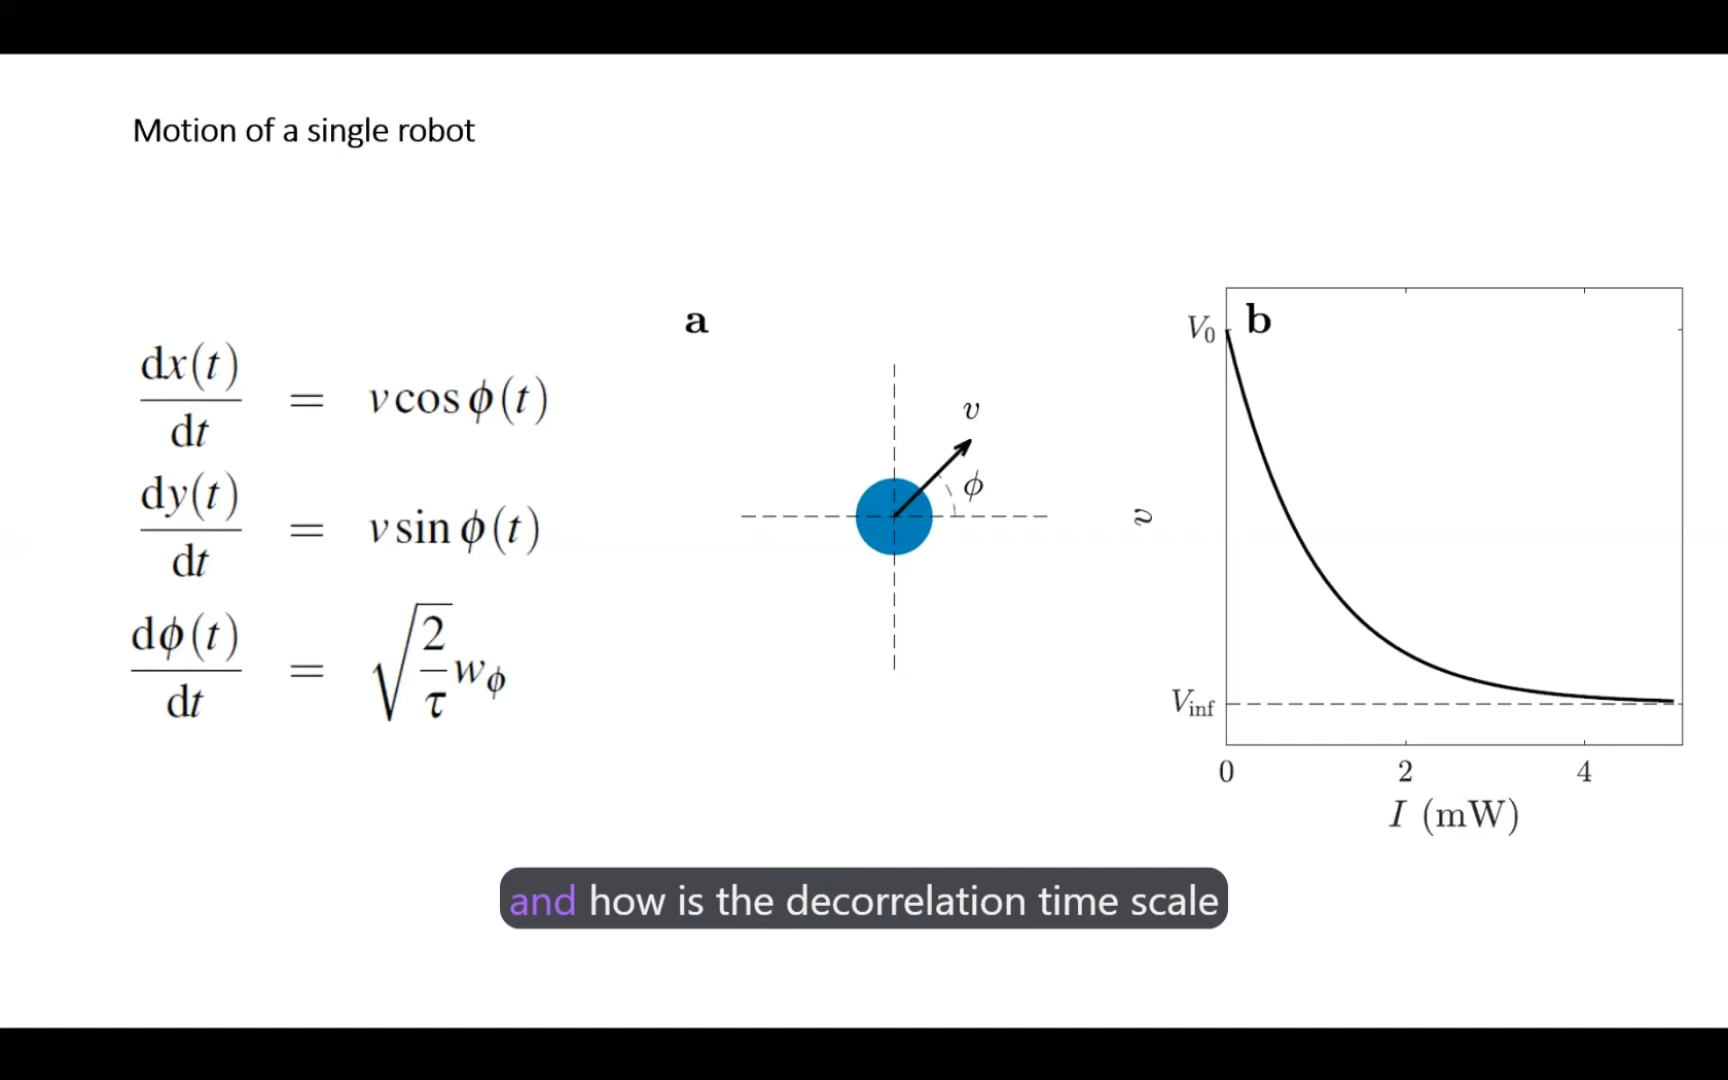 Motion of a single robot
dx(t)/dt = v cos ϕ(t)
dy(t)/dt = v sin ϕ(t)
dϕ(t)/dt = √(2/τ) w_ϕ
a
v
ϕ
b
V₀
v
V_inf
0 2 4
I (mW)
and how is the decorrelation time scale